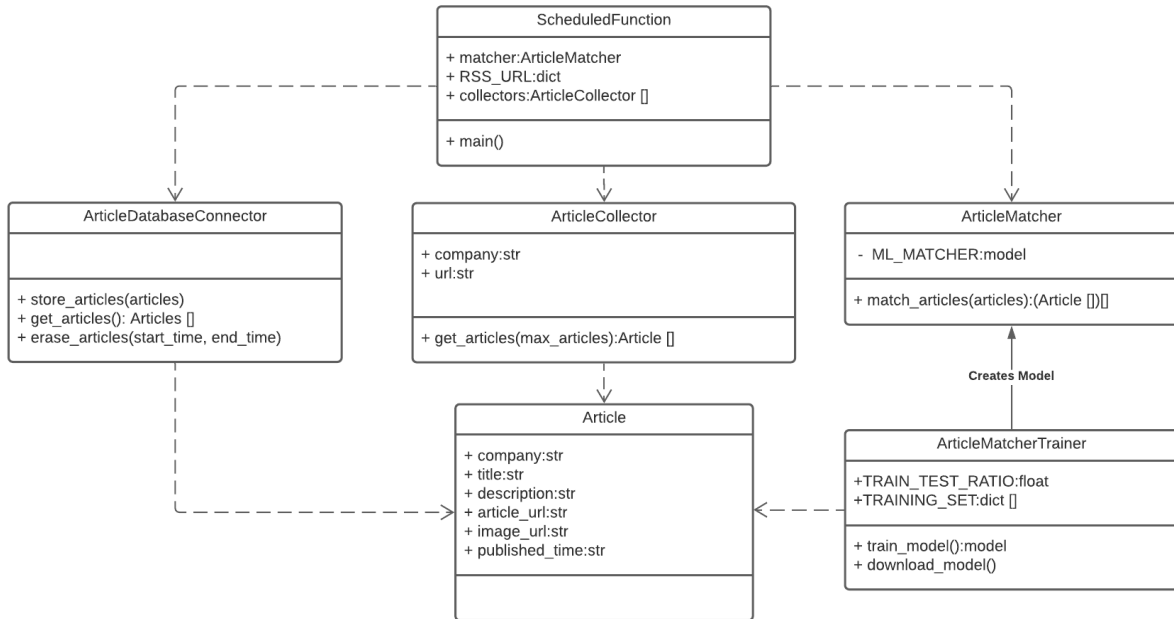 ScheduledFunction
+ matcher:ArticleMatcher
+ RSS_URL:dict
+ collectors:ArticleCollector []
+ main()
ArticleDatabaseConnector
+ store_articles(articles)
+ get_articles(): Articles []
+ erase_articles(start_time, end_time)
ArticleCollector
+ company:str
+ url:str
+ get_articles(max_articles):Article []
ArticleMatcher
- ML_MATCHER:model
+ match_articles(articles):(Article [])[]
Creates Model
Article
+ company:str
+ title:str
+ description:str
+ article_url:str
+ image_url:str
+ published_time:str
ArticleMatcherTrainer
+TRAIN_TEST_RATIO:float
+TRAINING_SET:dict []
+ train_model():model
+ download_model()